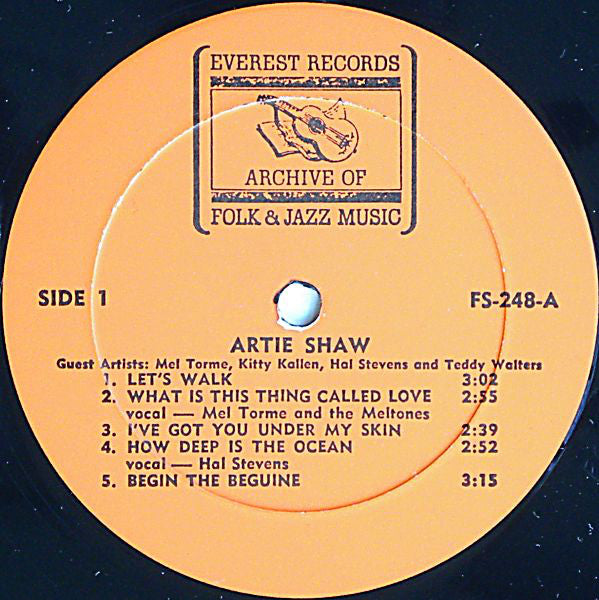 EVEREST RECORDS
ARCHIVE OF
FOLK & JAZZ MUSIC
SIDE 1 FS-248-A
ARTIE SHAW
Guest Artists: Mel Torme, Kitty Kallen, Hal Stevens and Teddy Walters
1. LET'S WALK 3:02
2. WHAT IS THIS THING CALLED LOVE 2:55
vocal — Mel Torme and the Meltones
3. I'VE GOT YOU UNDER MY SKIN 2:39
4. HOW DEEP IS THE OCEAN 2:52
vocal — Hal Stevens
5. BEGIN THE BEGUINE 3:15